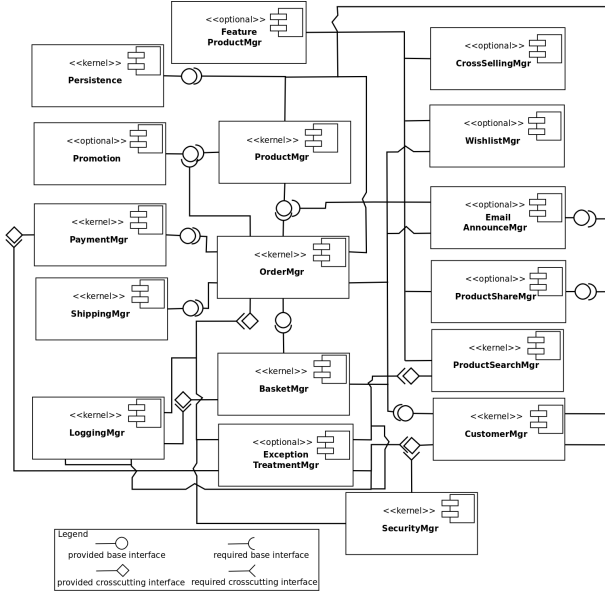 <<optional>>
Feature
ProductMgr
<<kernel>>
Persistence
<<optional>>
CrossSellingMgr
<<optional>>
Promotion
<<kernel>>
ProductMgr
<<optional>>
WishlistMgr
<<kernel>>
PaymentMgr
<<kernel>>
OrderMgr
<<optional>>
Email
AnnounceMgr
<<kernel>>
ShippingMgr
<<optional>>
ProductShareMgr
<<kernel>>
BasketMgr
<<kernel>>
ProductSearchMgr
<<kernel>>
LoggingMgr
<<optional>>
Exception
TreatmentMgr
<<kernel>>
CustomerMgr
<<kernel>>
SecurityMgr
Legend
provided base interface
required base interface
provided crosscutting interface
required crosscutting interface